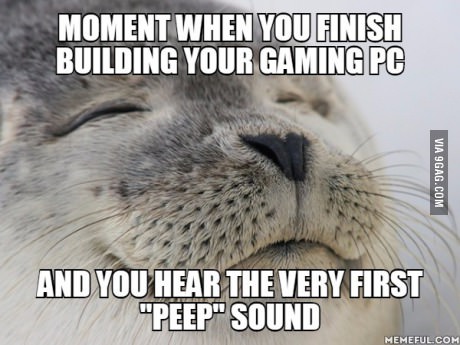 MOMENT WHEN YOU FINISH
BUILDING YOUR GAMING PC
VIA 9GAG.COM
AND YOU HEAR THE VERY FIRST
"PEEP" SOUND
MEMEFUL.COM